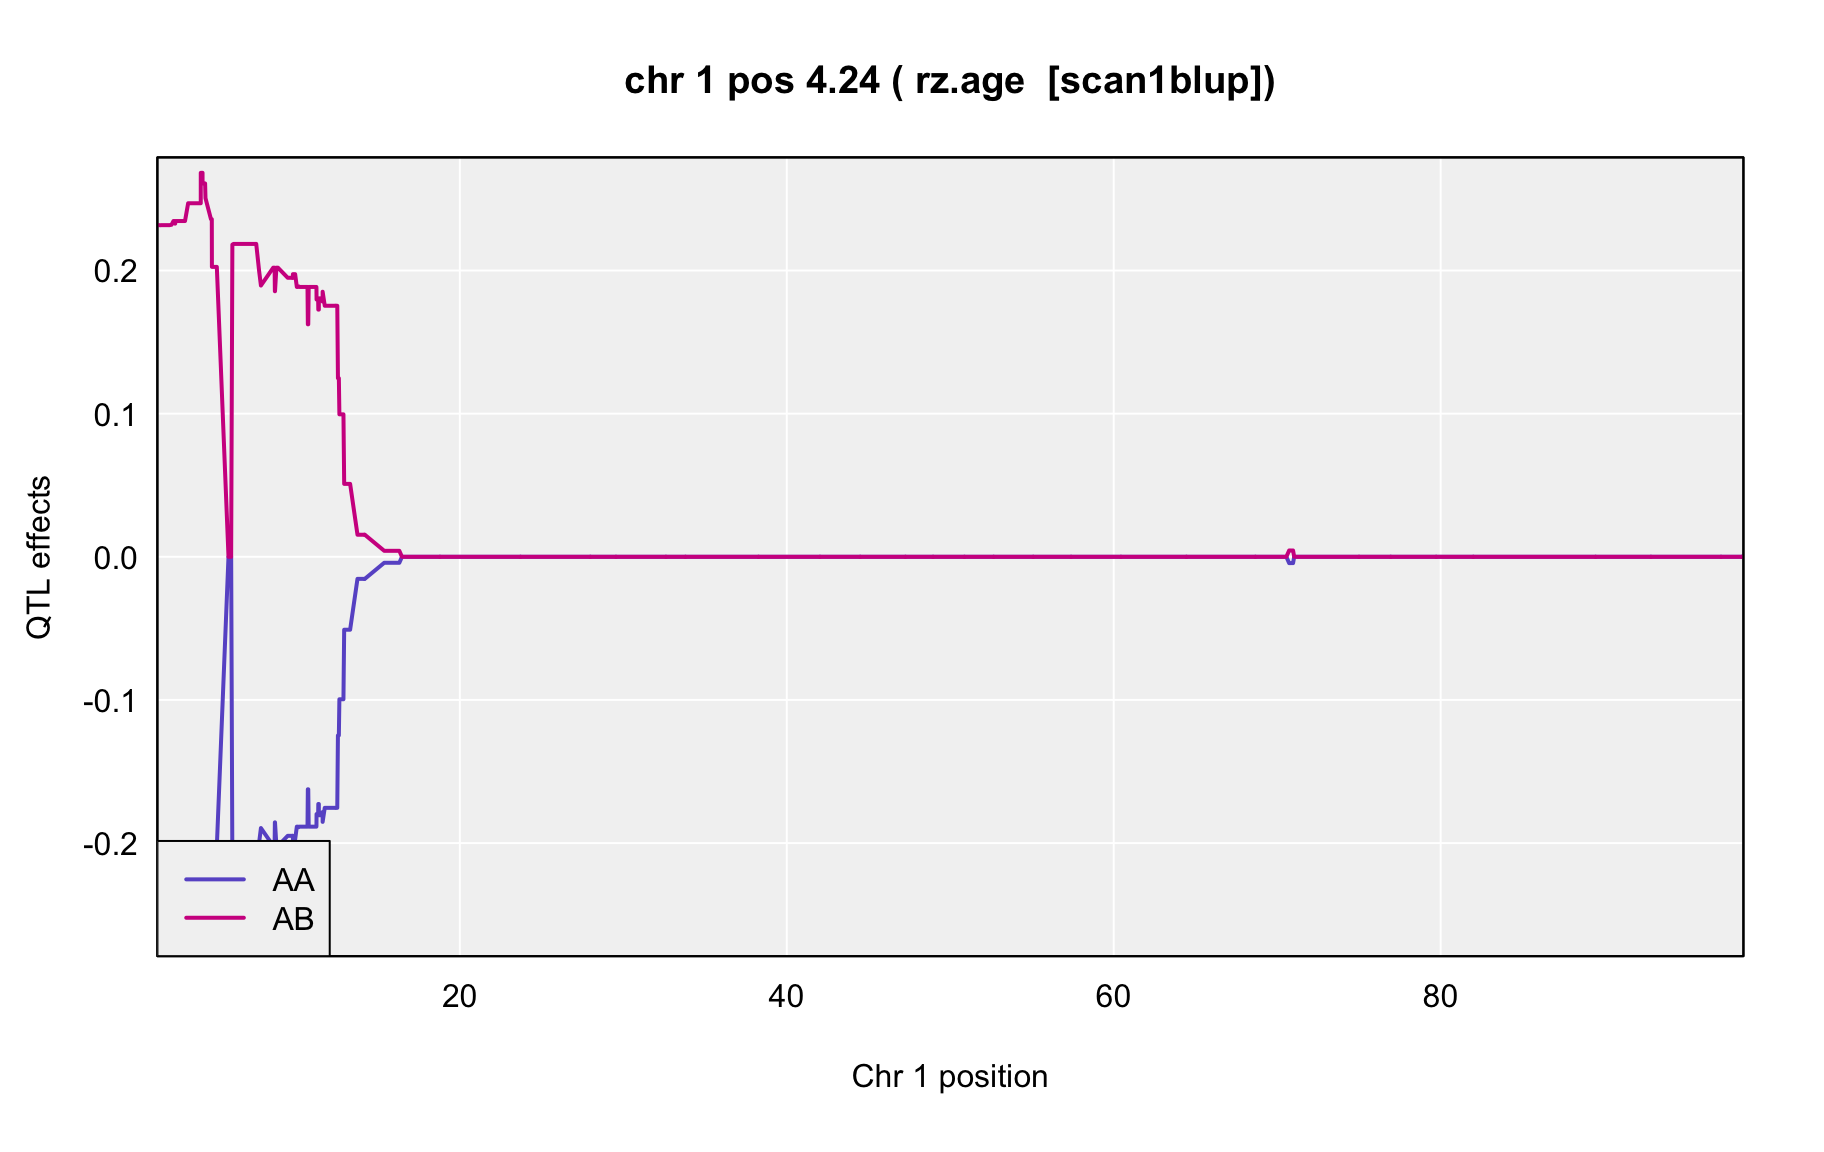 chr 1 pos 4.24 ( rz.age  [scan1blup])
QTL effects
0.2
0.1
0.0
-0.1
-0.2
AA
AB
20 40 60 80
Chr 1 position